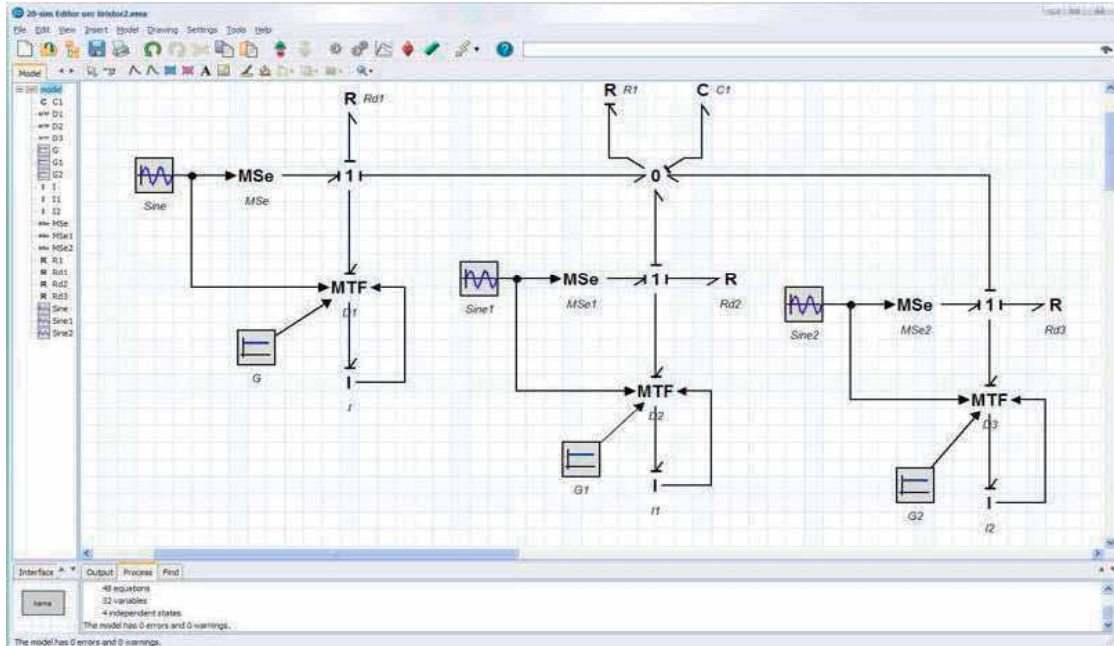 20-sim Editor on: tiristor2.emx
File Edit View Insert Model Drawing Settings Tools Help
Model
model
C C1
D1
D2
D3
G
G1
G2
I I
I I1
I I2
MSe
MSe1
MSe2
R R1
R Rd1
R Rd2
R Rd3
Sine
Sine1
Sine2
R Rd1
R R1
C C1
MSe
1
0
Sine
MSe
MTF
D1
MSe
1
R
Sine1
MSe1
Rd2
MSe
1
R
Sine2
MSe2
Rd3
G
I
I
MTF
D2
MTF
D3
G1
I
I1
G2
I
I2
Interface
Output Process Find
name
48 equations
32 variables
4 independent states
The model has 0 errors and 0 warnings.
The model has 0 errors and 0 warnings.